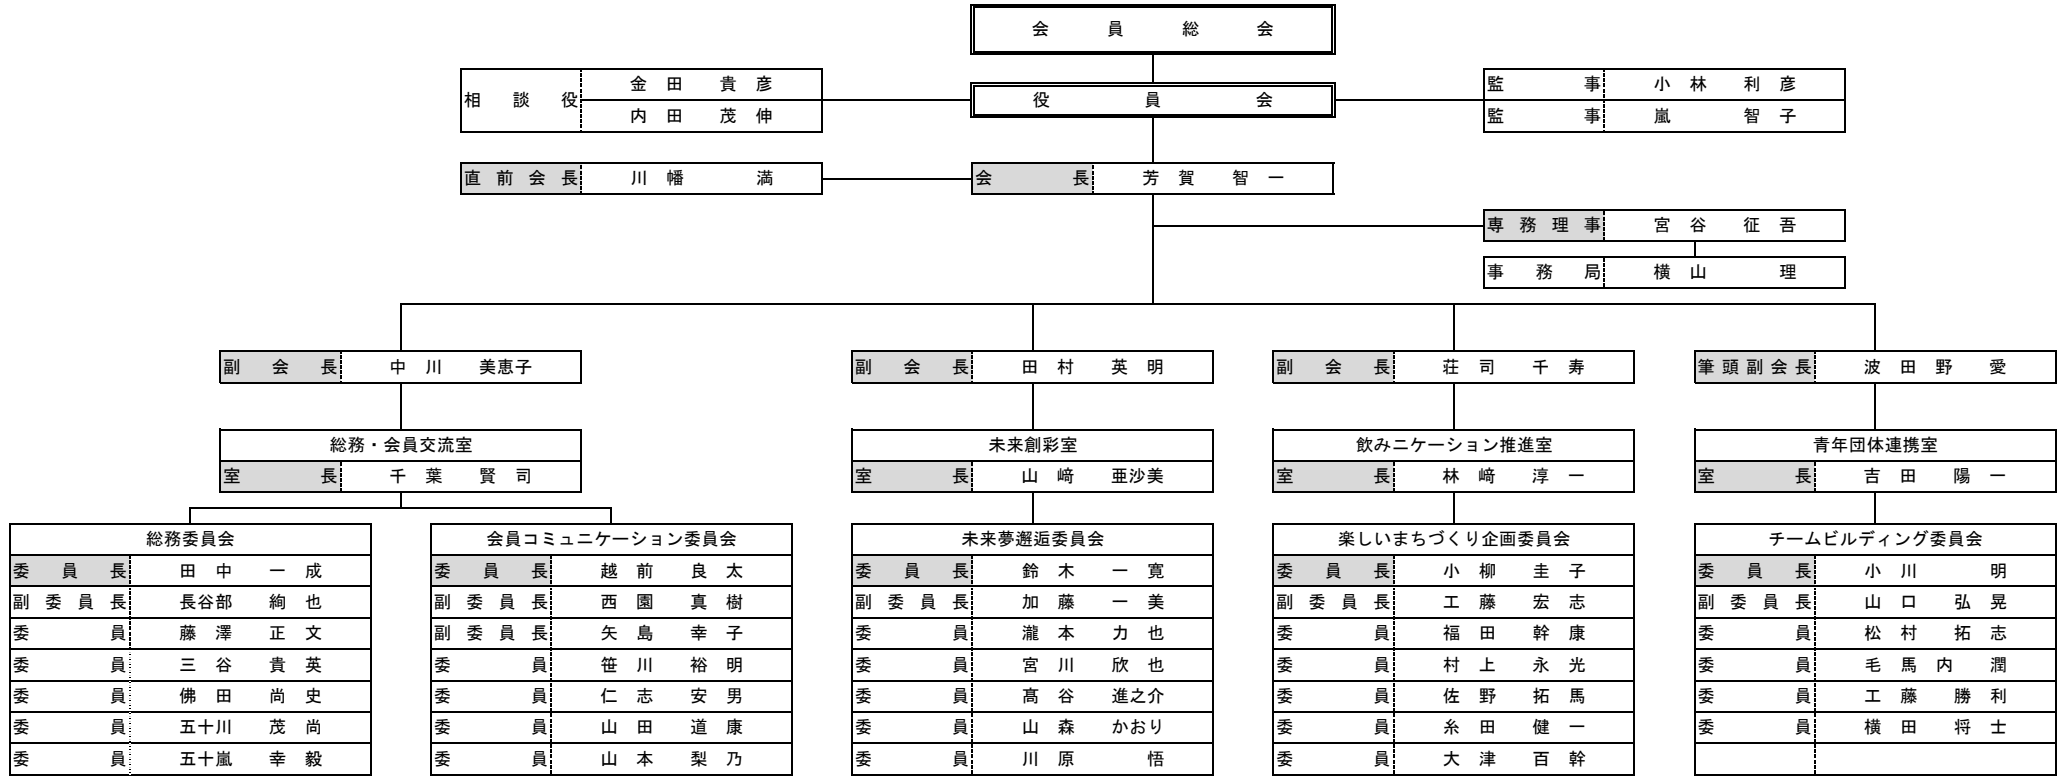 会員総会
相談役 金田 貴彦
内田 茂伸
役員会
監事 小林 利彦
監事 嵐 智子
直前会長 川幡 満
会長 芳賀 智一
専務理事 宮谷 征吾
事務局 横山 理
副会長 中川 美恵子
副会長 田村 英明
副会長 荘司 千寿
筆頭副会長 波田野 愛
総務・会員交流室
室長 千葉 賢司
未来創彩室
室長 山﨑 亜沙美
飲みニケーション推進室
室長 林﨑 淳一
青年団体連携室
室長 吉田 陽一
総務委員会
委員長 田中 一成
副委員長 長谷部 絢也
委員 藤澤 正文
委員 三谷 貴英
委員 佛田 尚史
委員 五十川 茂尚
委員 五十嵐 幸毅
会員コミュニケーション委員会
委員長 越前 良太
副委員長 西園 真樹
副委員長 矢島 幸子
委員 笹川 裕明
委員 仁志 安男
委員 山田 道康
委員 山本 梨乃
未来夢邂逅委員会
委員長 鈴木 一寛
副委員長 加藤 一美
委員 瀧本 力也
委員 宮川 欣也
委員 髙谷 進之介
委員 山森 かおり
委員 川原 悟
楽しいまちづくり企画委員会
委員長 小柳 圭子
副委員長 工藤 宏志
委員 福田 幹康
委員 村上 永光
委員 佐野 拓馬
委員 糸田 健一
委員 大津 百幹
チームビルディング委員会
委員長 小川 明
副委員長 山口 弘晃
委員 松村 拓志
委員 毛馬内 潤
委員 工藤 勝利
委員 横田 将士